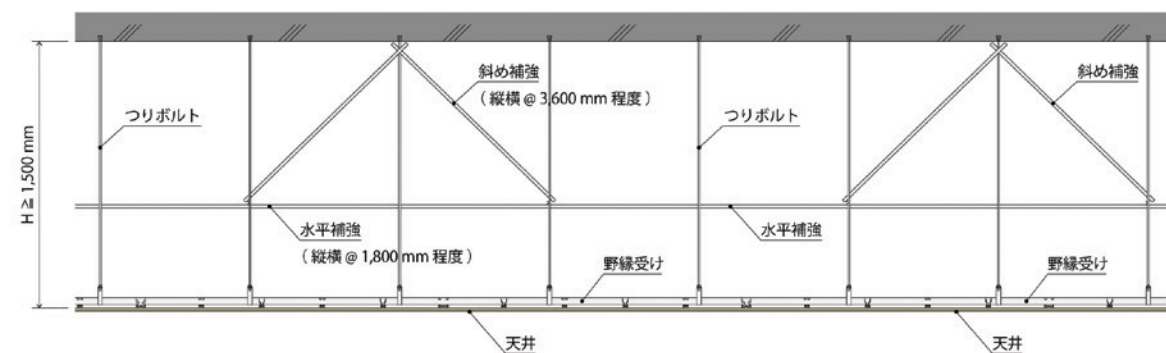 斜め補強
（ 縦横 @ 3,600 mm 程度 ）
斜め補強
つりボルト
つりボルト
H ≧ 1,500 mm
水平補強
（ 縦横 @ 1,800 mm 程度 ）
水平補強
野縁受け
野縁受け
天井
天井